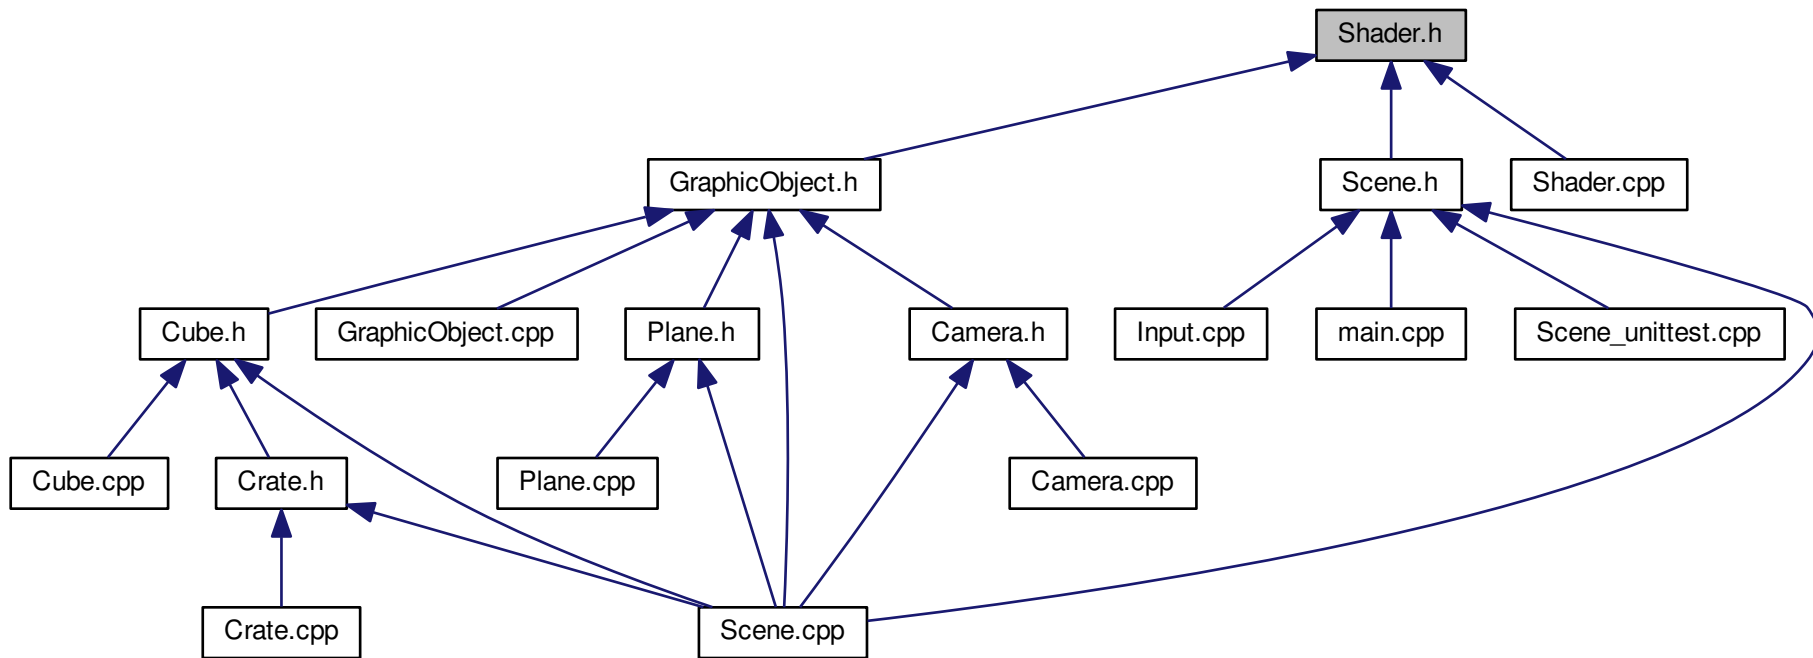 Shader.h
GraphicObject.h
Scene.h
Shader.cpp
Cube.h
GraphicObject.cpp
Plane.h
Camera.h
Input.cpp
main.cpp
Scene_unittest.cpp
Cube.cpp
Crate.h
Plane.cpp
Camera.cpp
Crate.cpp
Scene.cpp